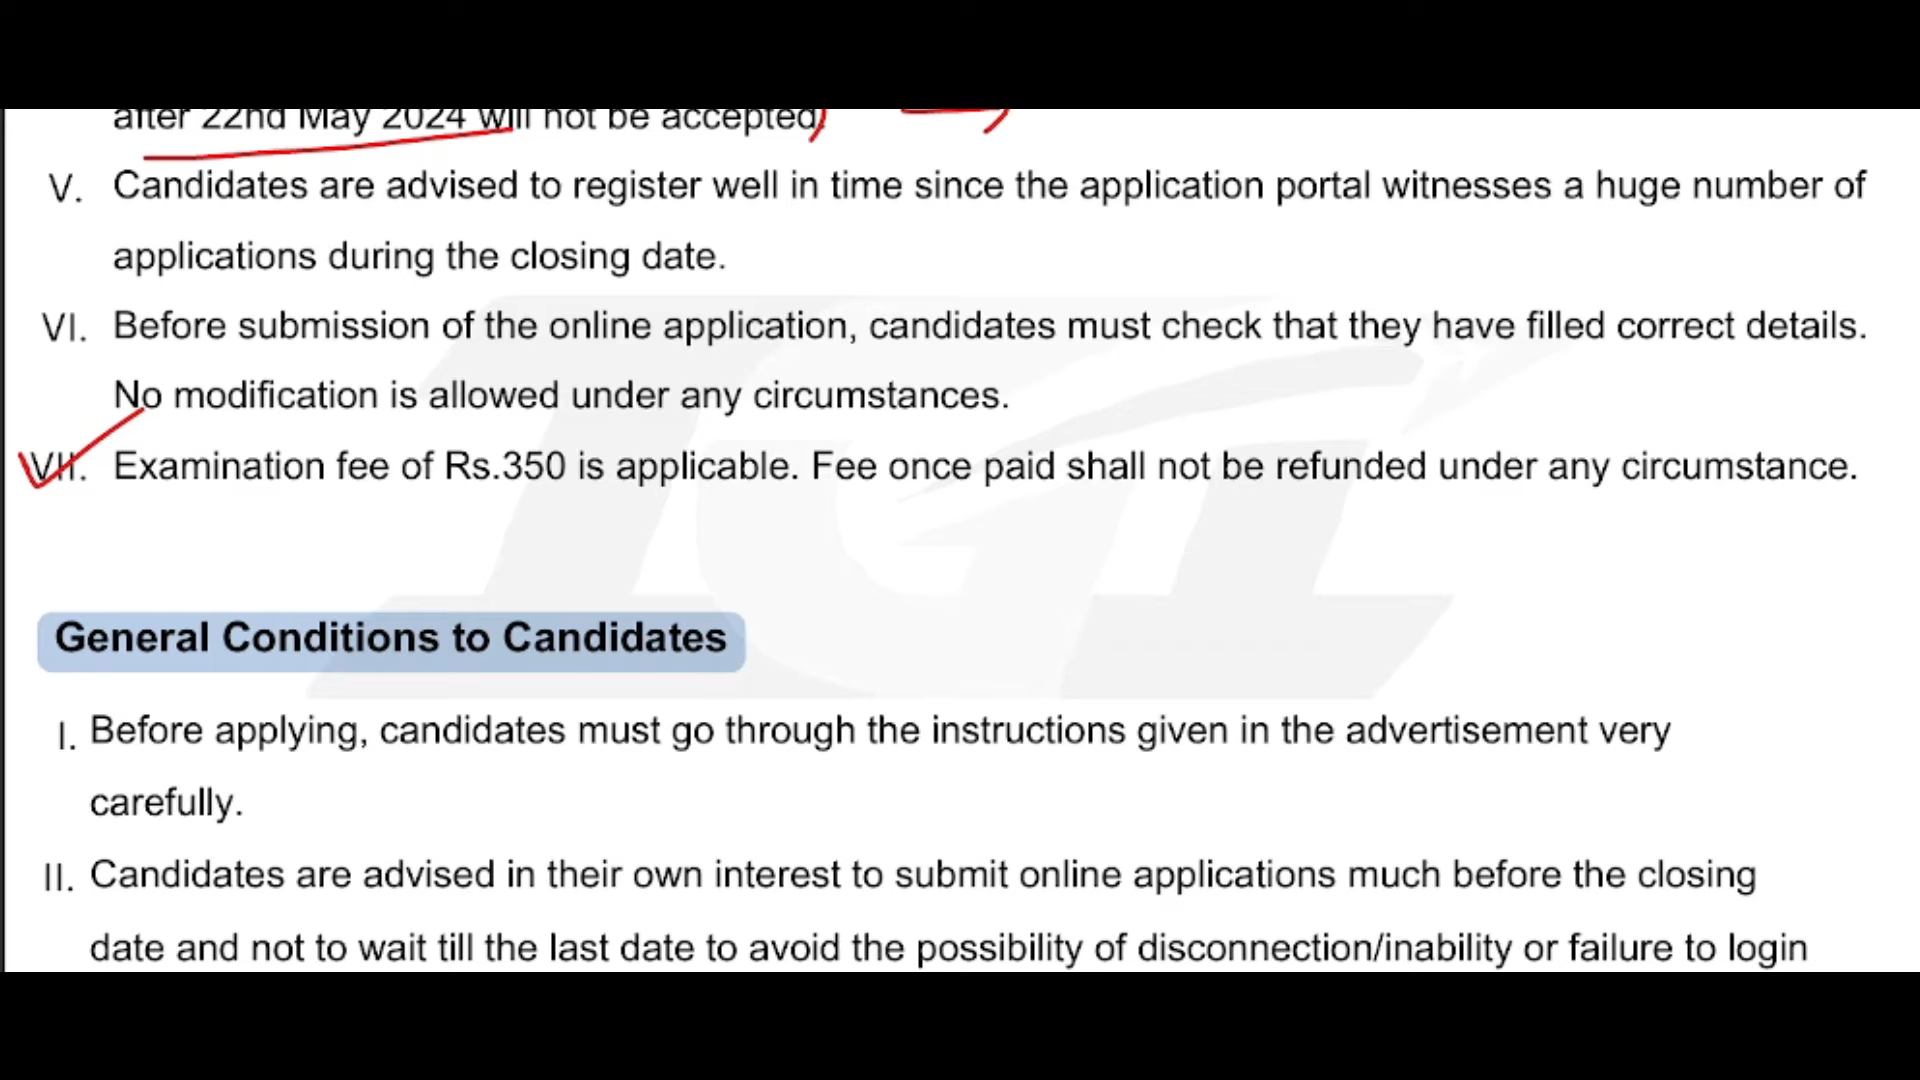 after 22nd May 2024 will not be accepted.
V. Candidates are advised to register well in time since the application portal witnesses a huge number of
applications during the closing date.
VI. Before submission of the online application, candidates must check that they have filled correct details.
No modification is allowed under any circumstances.
VII. Examination fee of Rs.350 is applicable. Fee once paid shall not be refunded under any circumstance.
General Conditions to Candidates
I. Before applying, candidates must go through the instructions given in the advertisement very
carefully.
II. Candidates are advised in their own interest to submit online applications much before the closing
date and not to wait till the last date to avoid the possibility of disconnection/inability or failure to login